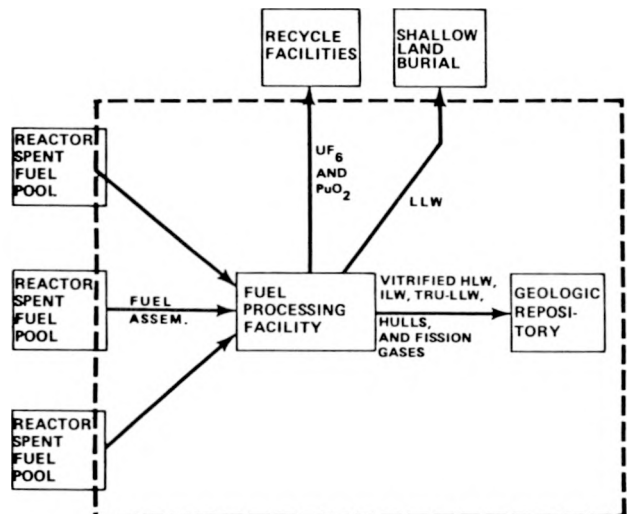 RECYCLE
FACILITIES
SHALLOW
LAND
BURIAL
REACTOR
SPENT
FUEL
POOL
UF6
AND
PuO2
LLW
REACTOR
SPENT
FUEL
POOL
FUEL
ASSEM.
FUEL
PROCESSING
FACILITY
VITRIFIED HLW,
ILW, TRU-LLW,
HULLS,
AND FISSION
GASES
GEOLOGIC
REPOSI-
TORY
REACTOR
SPENT
FUEL
POOL